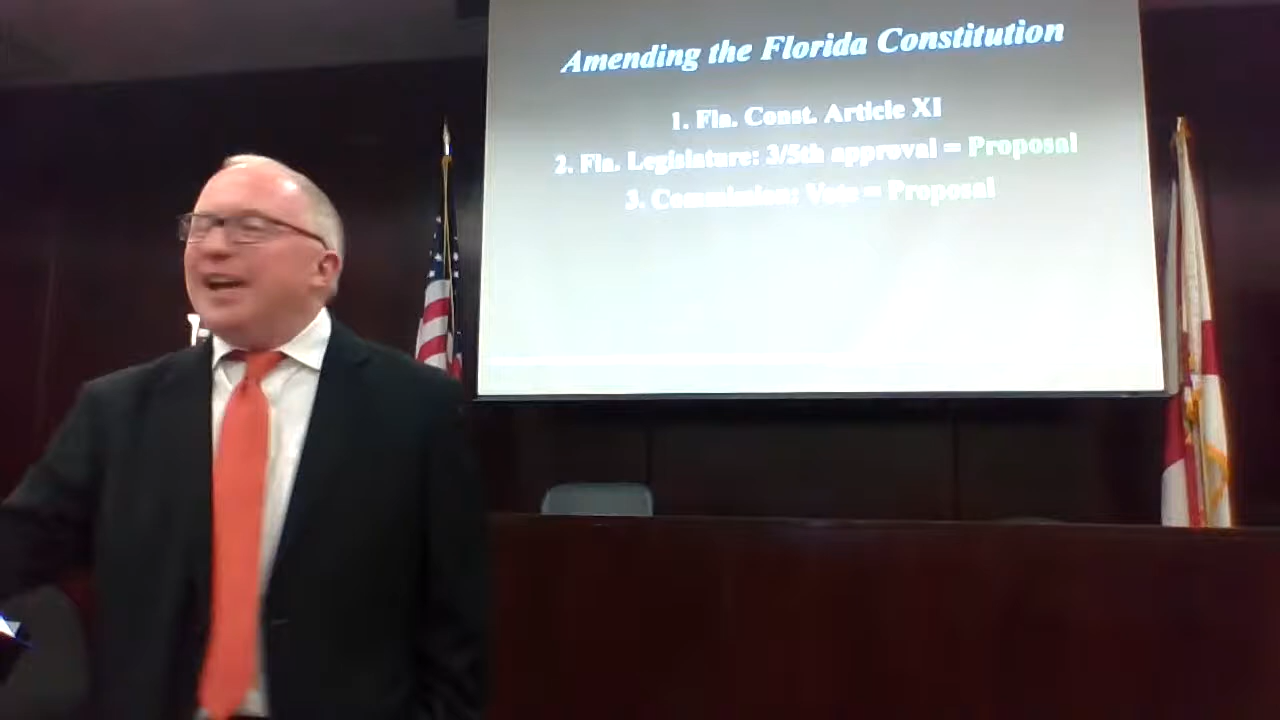 Amending the Florida Constitution
1. Fla. Const. Article XI
2. Fla. Legislature: 3/5th approval = Proposal
3. Commission: Vote = Proposal